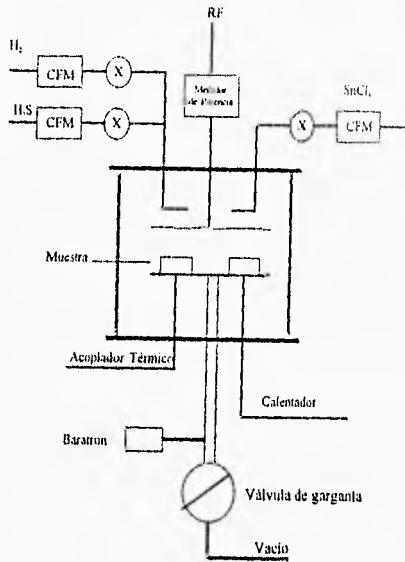 RF
H₂
CFM
X
Medidor
de Potencia
SnCl₄
H₂S
CFM
X
X
CFM
Muestra
Acoplador Térmico
Calentador
Baratron
Válvula de garganta
Vacío